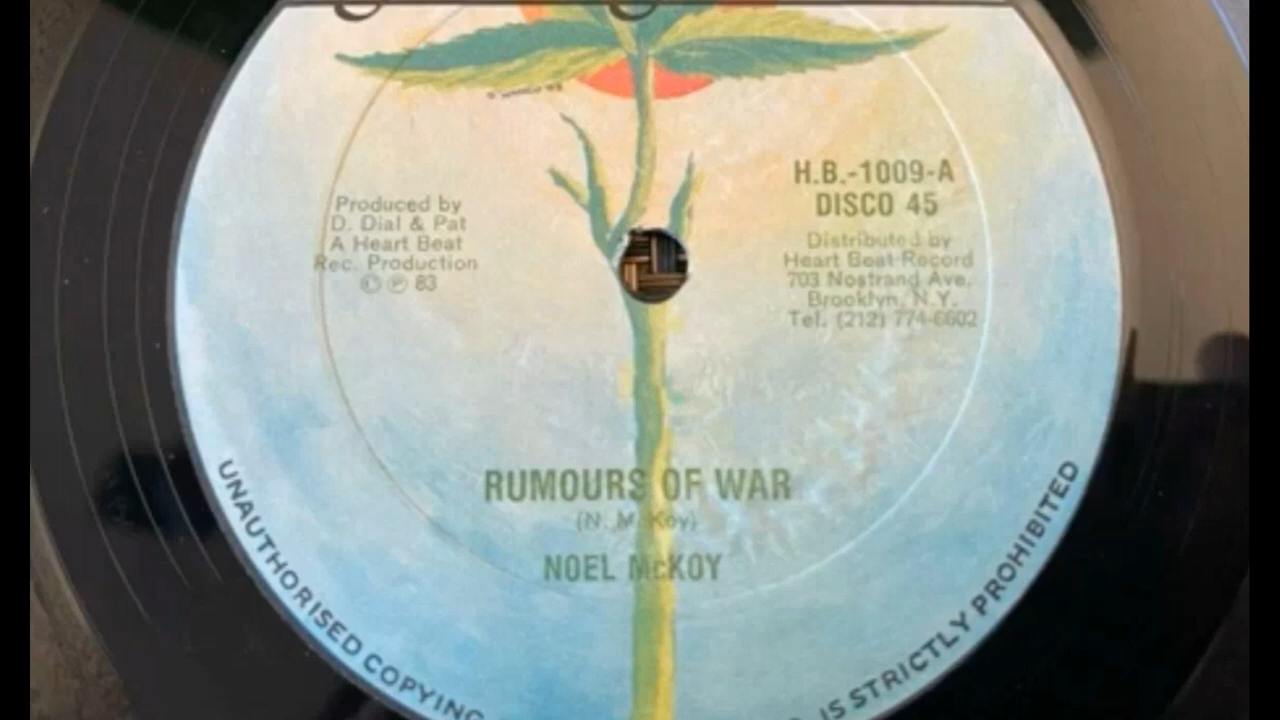 Produced by
D. Dial & Pat
A Heart Beat
Rec. Production
© ℗ 83
H.B.-1009-A
DISCO 45
Distributed by
Heart Beat Record
703 Nostrand Ave.
Brooklyn, N.Y.
Tel. (212) 774-6602
RUMOURS OF WAR
(N. McKoy)
NOEL McKOY
UNAUTHORISED COPYING
IS STRICTLY PROHIBITED